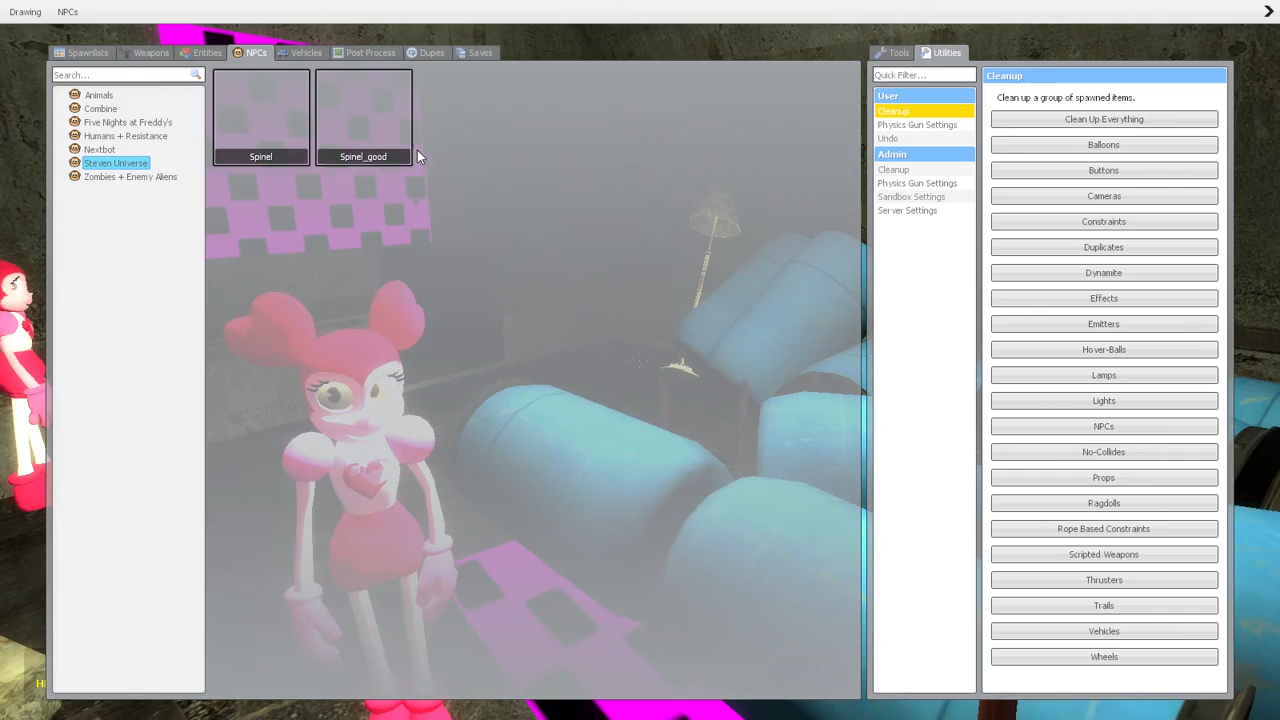 Drawing NPCs
Spawnlists Weapons Entities NPCs Vehicles Post Process Dupes Saves
Search...
Animals
Combine
Five Nights at Freddy's
Humans + Resistance
Nextbot
Steven Universe
Zombies + Enemy Aliens
Spinel
Spinel_good
Tools Utilities
Quick Filter...
User
Cleanup
Physics Gun Settings
Undo
Admin
Cleanup
Physics Gun Settings
Sandbox Settings
Server Settings
Cleanup
Clean up a group of spawned items.
Clean Up Everything
Balloons
Buttons
Cameras
Constraints
Duplicates
Dynamite
Effects
Emitters
Hover-Balls
Lamps
Lights
NPCs
No-Collides
Props
Ragdolls
Rope Based Constraints
Scripted Weapons
Thrusters
Trails
Vehicles
Wheels